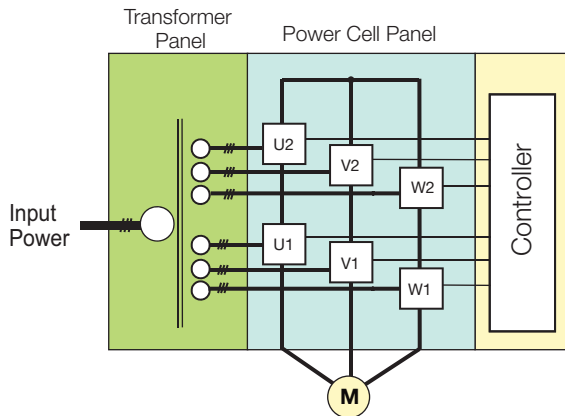 Transformer
Panel
Power Cell Panel
U2
V2
W2
Input
Power
U1
V1
W1
Controller
M